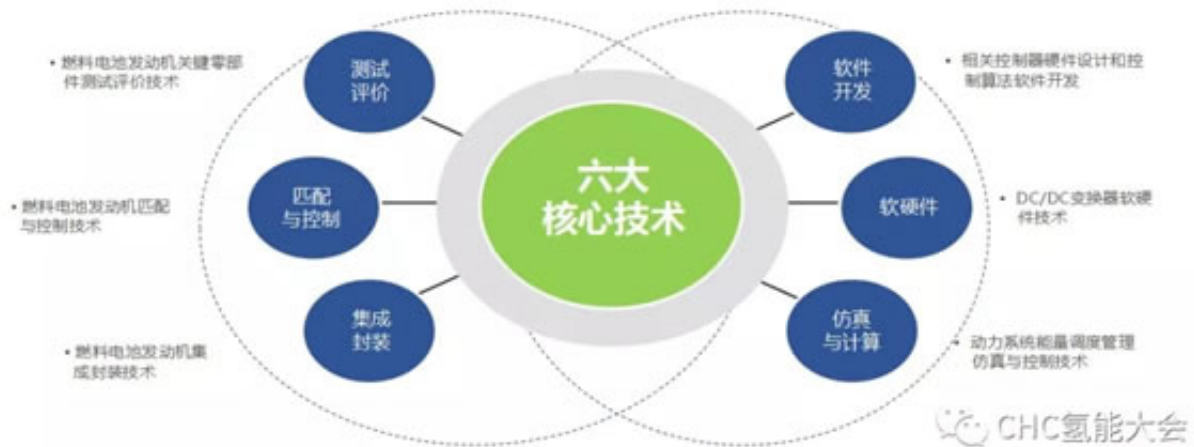 • 燃料电池发动机关键零部
件测试评价技术
测试
评价
软件
开发
• 相关控制器硬件设计和控
制算法软件开发
六大
核心技术
• 燃料电池发动机匹配
与控制技术
匹配
与控制
软硬件
• DC/DC变换器软硬
件技术
• 燃料电池发动机集
成封装技术
集成
封装
仿真
与计算
• 动力系统能量调度管理
仿真与控制技术
CHC氢能大会